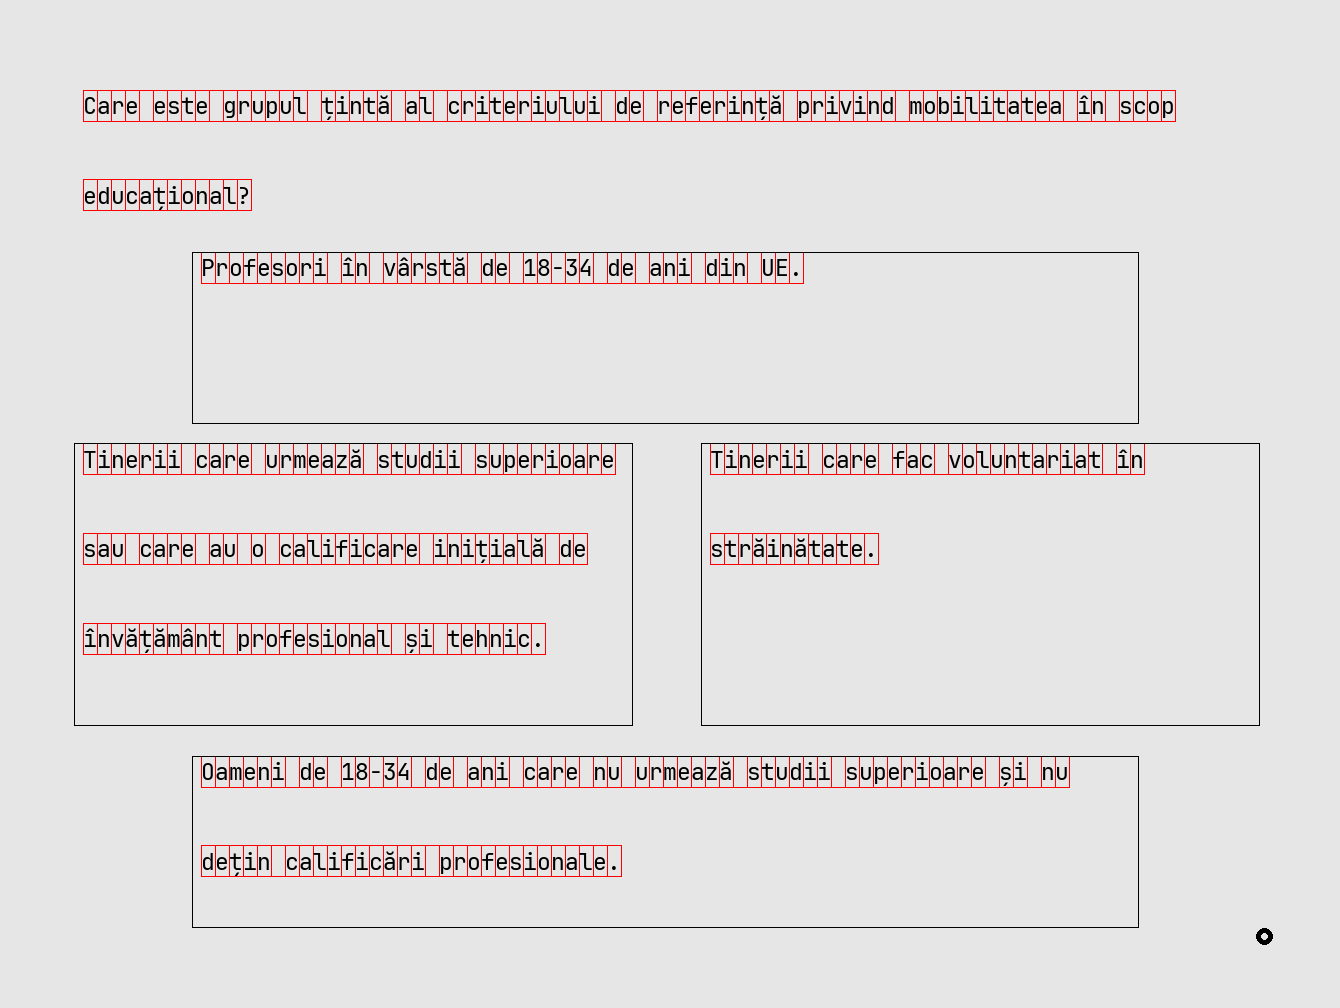 Care este grupul țintă al criteriului de referință privind mobilitatea în scop
educațional?
Profesori în vârstă de 18-34 de ani din UE.
Tinerii care urmează studii superioare
sau care au o calificare inițială de
învățământ profesional și tehnic.
Tinerii care fac voluntariat în
străinătate.
Oameni de 18-34 de ani care nu urmează studii superioare și nu
dețin calificări profesionale.